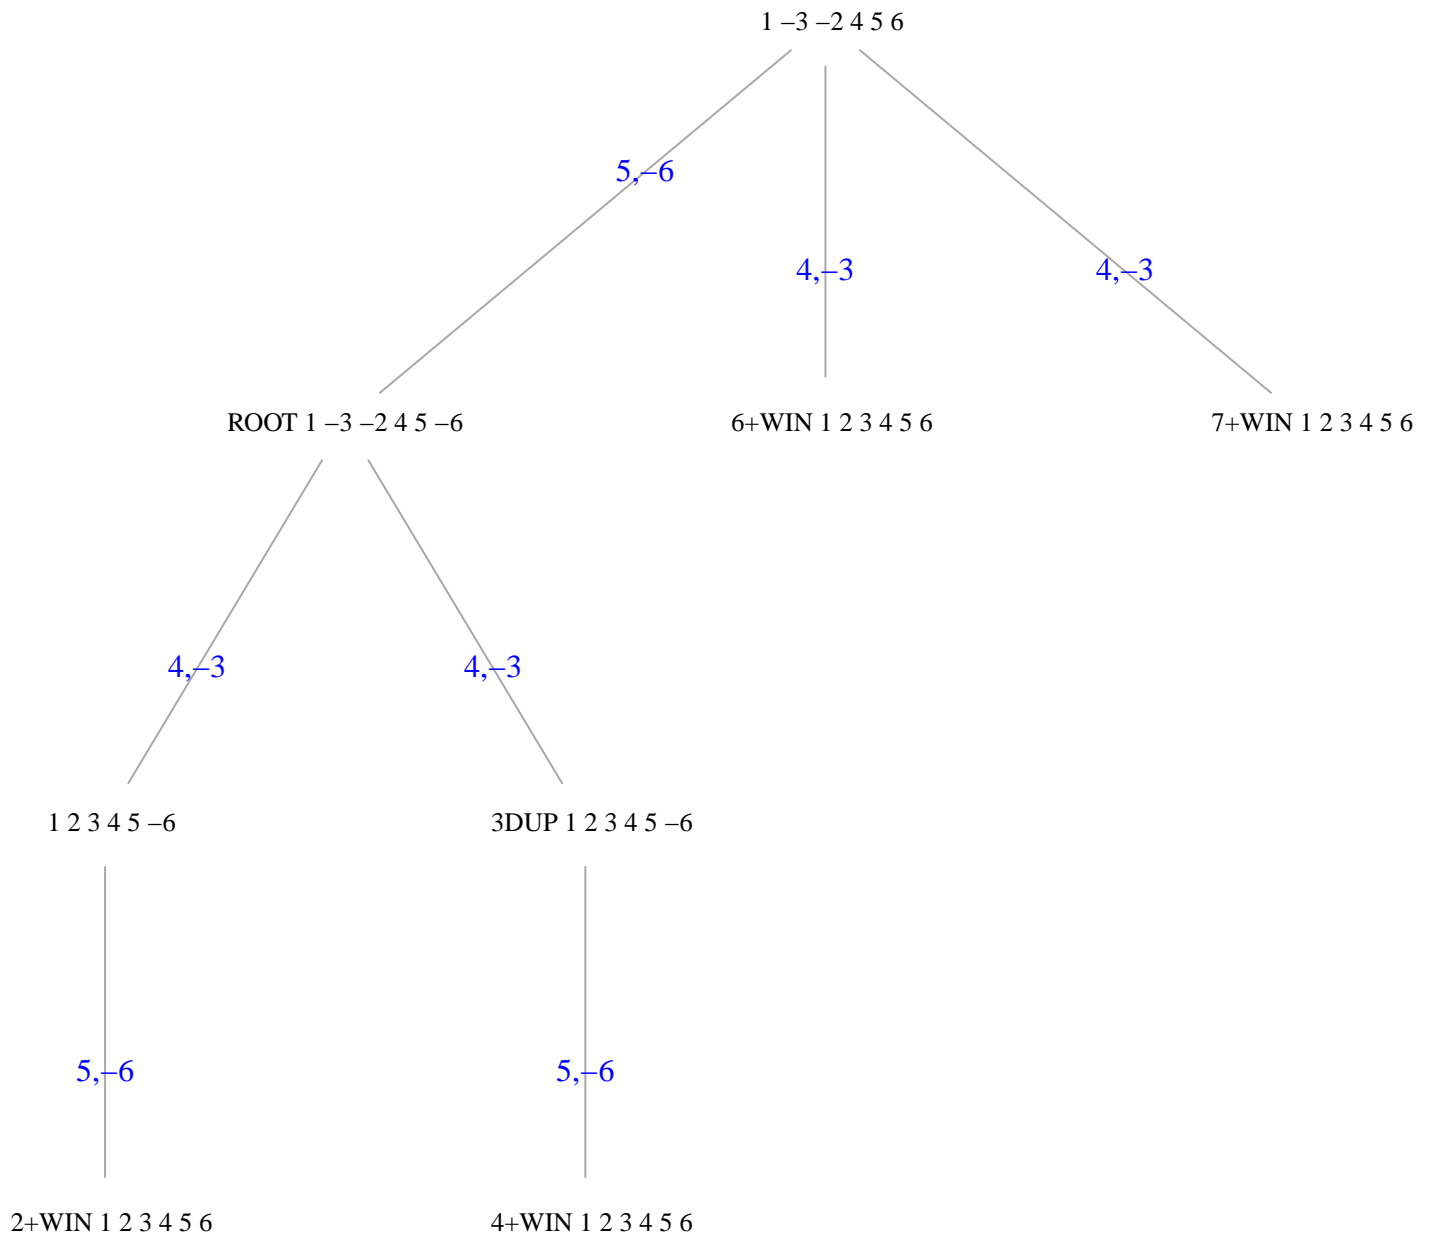 1 –3 –2 4 5 6
5,–6
4,–3
4,–3
ROOT 1 –3 –2 4 5 –6
6+WIN 1 2 3 4 5 6
7+WIN 1 2 3 4 5 6
4,–3
4,–3
1 2 3 4 5 –6
3DUP 1 2 3 4 5 –6
5,–6
5,–6
2+WIN 1 2 3 4 5 6
4+WIN 1 2 3 4 5 6